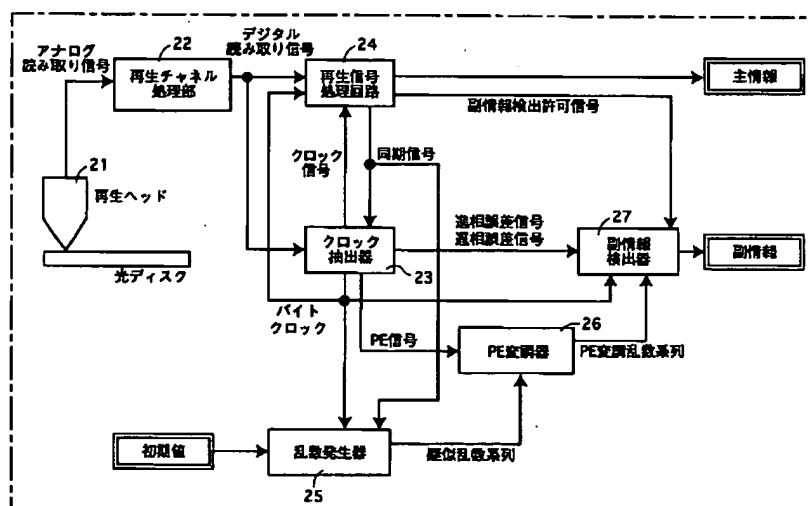 アナログ
読み取り信号
22
再生チャネル
処理部
デジタル
読み取り信号
24
再生信号
処理回路
主情報
副情報検出許可信号
クロック
信号
同期信号
21
再生ヘッド
光ディスク
クロック
抽出器
23
進相誤差信号
遅相誤差信号
27
副情報
検出器
副情報
バイト
クロック
PE信号
26
PE変調器
PE変調乱数系列
初期値
乱数発生器
25
疑似乱数系列